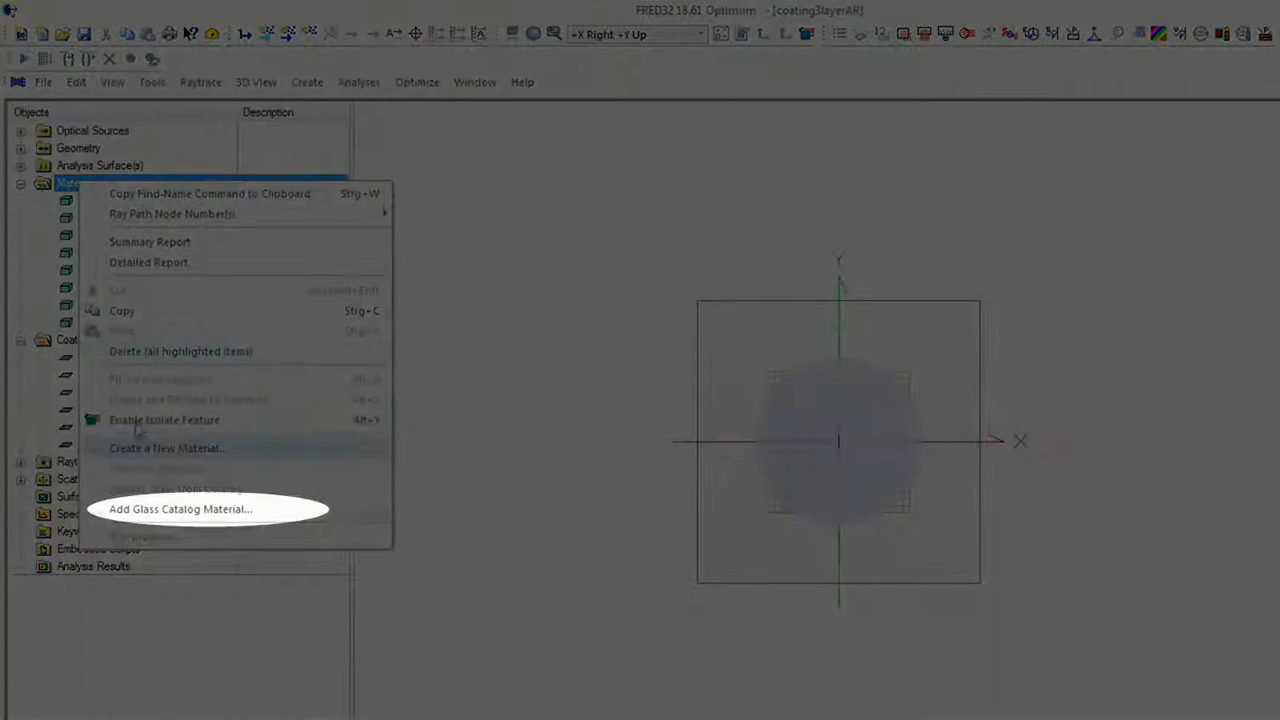 FRED32 18.61 Optimum - [coating3layerAR]
+X Right +Y Up
File Edit View Tools Raytrace 3D View Create Analyses Optimize Window Help
Objects Description
Optical Sources
Geometry
Analysis Surface(s)
Copy Find-Name Command to Clipboard Strg+W
Ray Path Node Number(s)
Summary Report
Detailed Report
Cut
Copy Strg+C
Delete (all highlighted items)
Enable Isolate Feature Alt+Y
Create a New Material...
Add Glass Catalog Material...
Analysis Results
Y
X